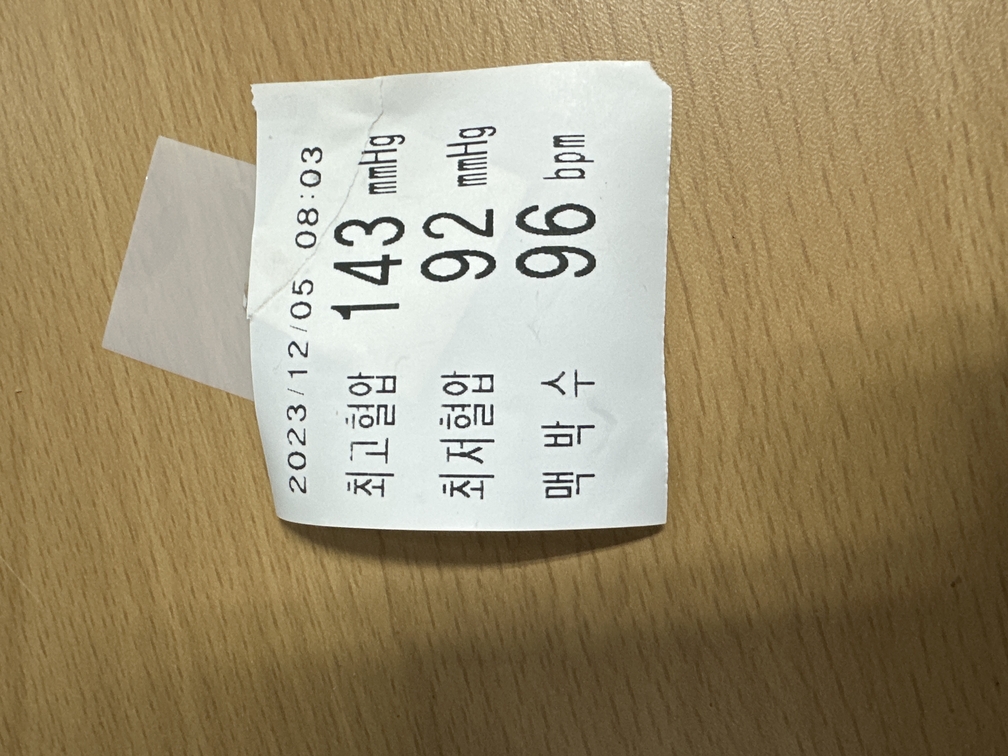 2023/12/05 08:03
최고혈압 143 mmHg
최저혈압 92 mmHg
맥 박 수 96 bpm